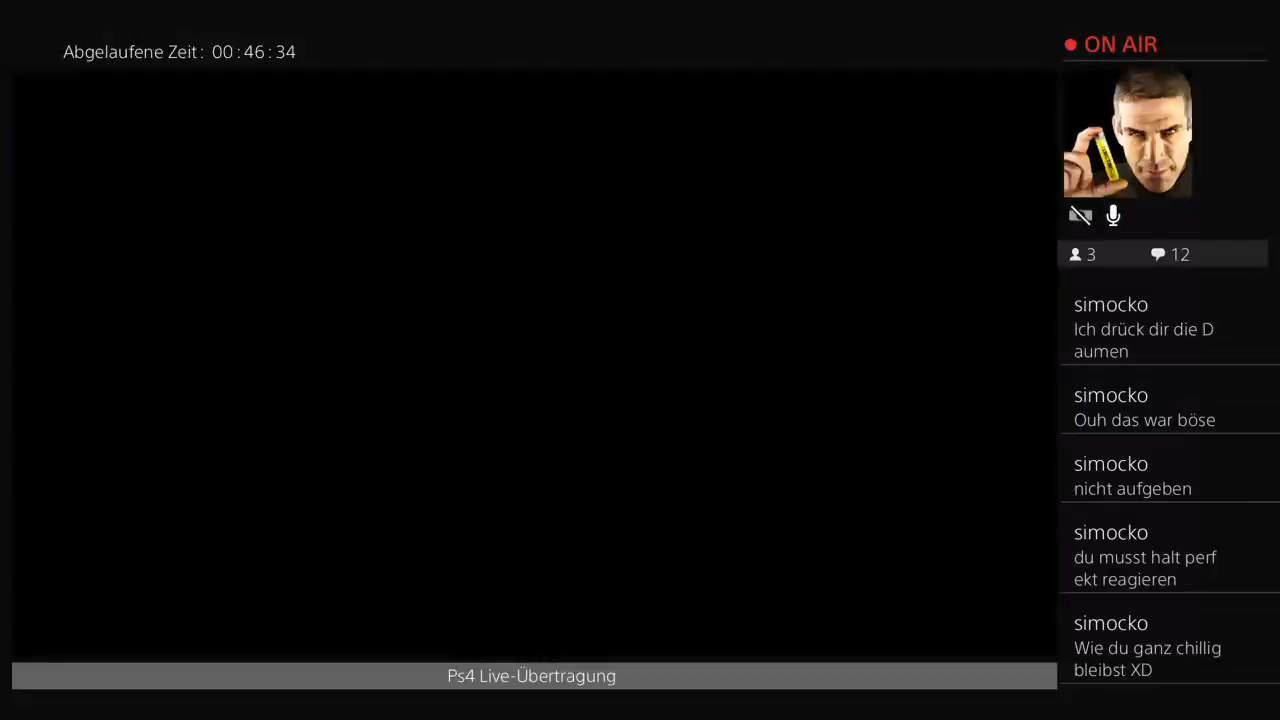 Abgelaufene Zeit: 00:46:34
ON AIR
3
12
simocko
Ich drück dir die D
aumen
simocko
Ouh das war böse
simocko
nicht aufgeben
simocko
du musst halt perf
ekt reagieren
simocko
Wie du ganz chillig
bleibst XD
Ps4 Live-Übertragung